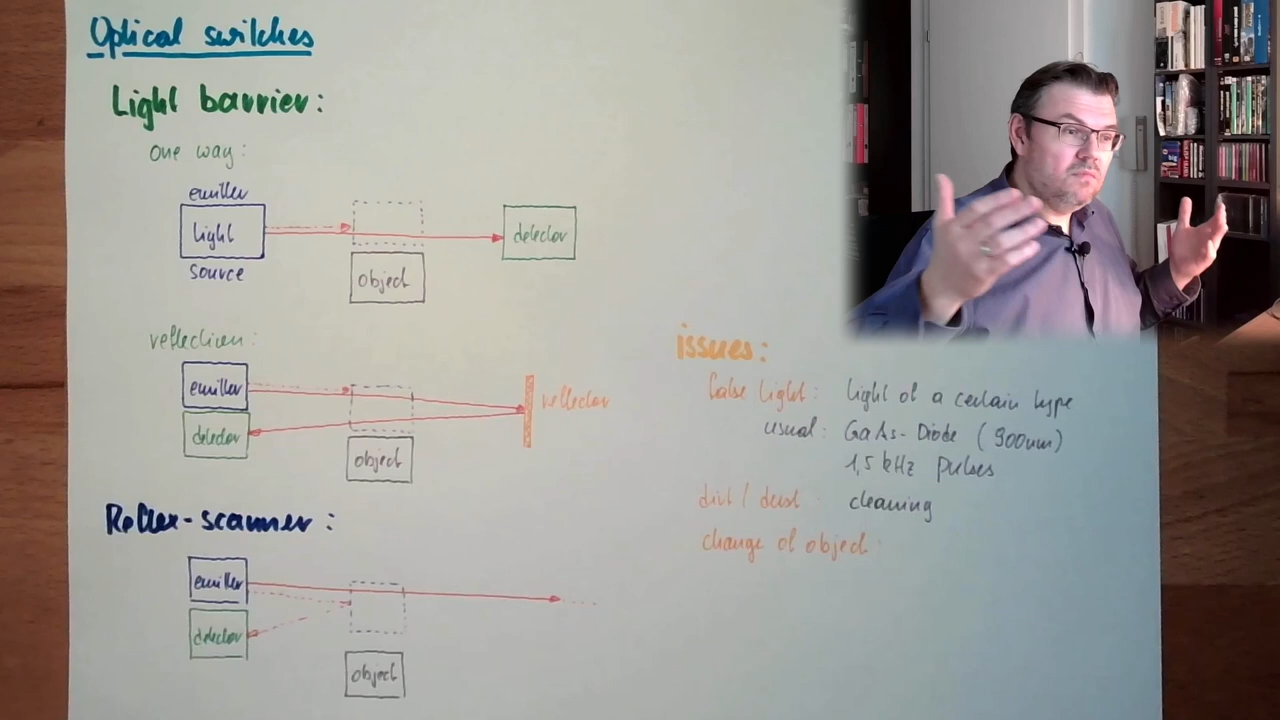 Optical switches
Light barrier:
one way:
emitter
light
source
object
detector
reflection:
emitter
detector
object
reflector
Reflex-scanner:
emitter
detector
object
issues:
false light: light of a certain type
usual: GaAs-Diode (900nm)
1,5 kHz pulses
dirt / dust: cleaning
change of object: